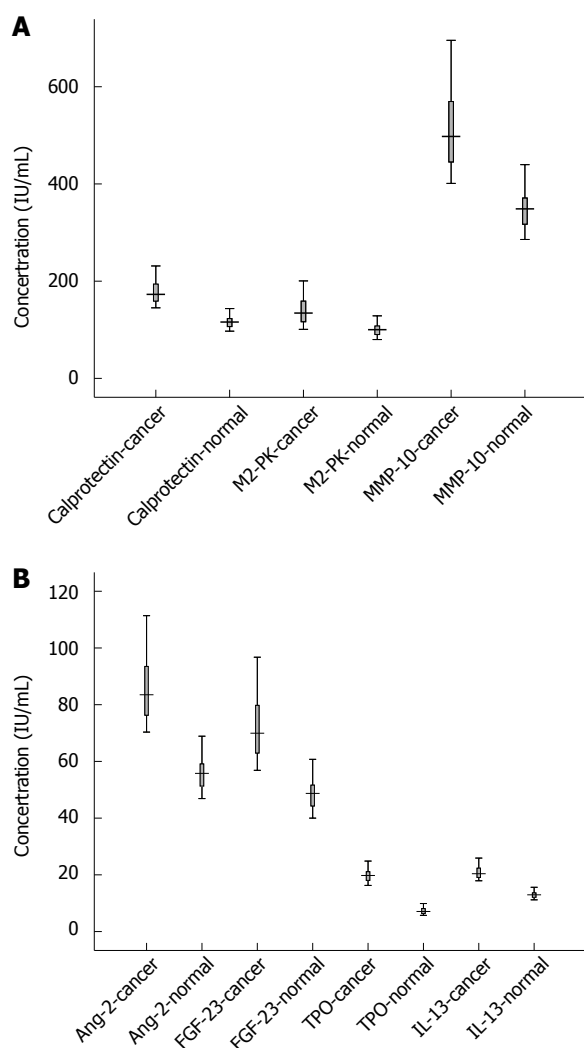 A
Concertration (IU/mL)
600
400
200
0
Calprotectin-cancer
Calprotectin-normal
M2-PK-cancer
M2-PK-normal
MMP-10-cancer
MMP-10-normal
B
Concertration (IU/mL)
120
100
80
60
40
20
0
Ang-2-cancer
Ang-2-normal
FGF-23-cancer
FGF-23-normal
TPO-cancer
TPO-normal
IL-13-cancer
IL-13-normal